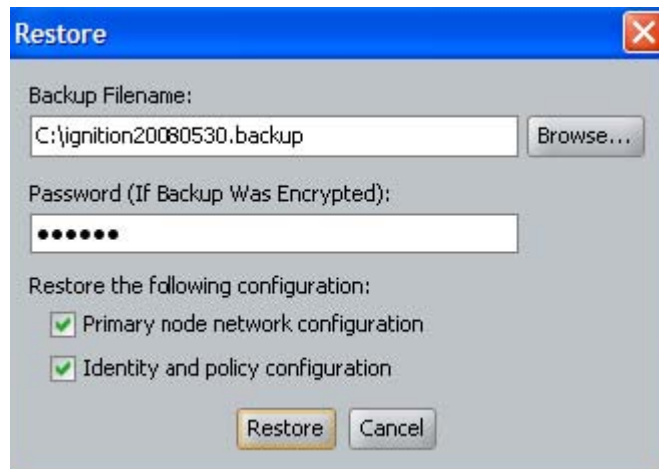 Restore
Backup Filename:
C:\ignition20080530.backup
Browse...
Password (If Backup Was Encrypted):
●●●●●●
Restore the following configuration:
Primary node network configuration
Identity and policy configuration
Restore
Cancel